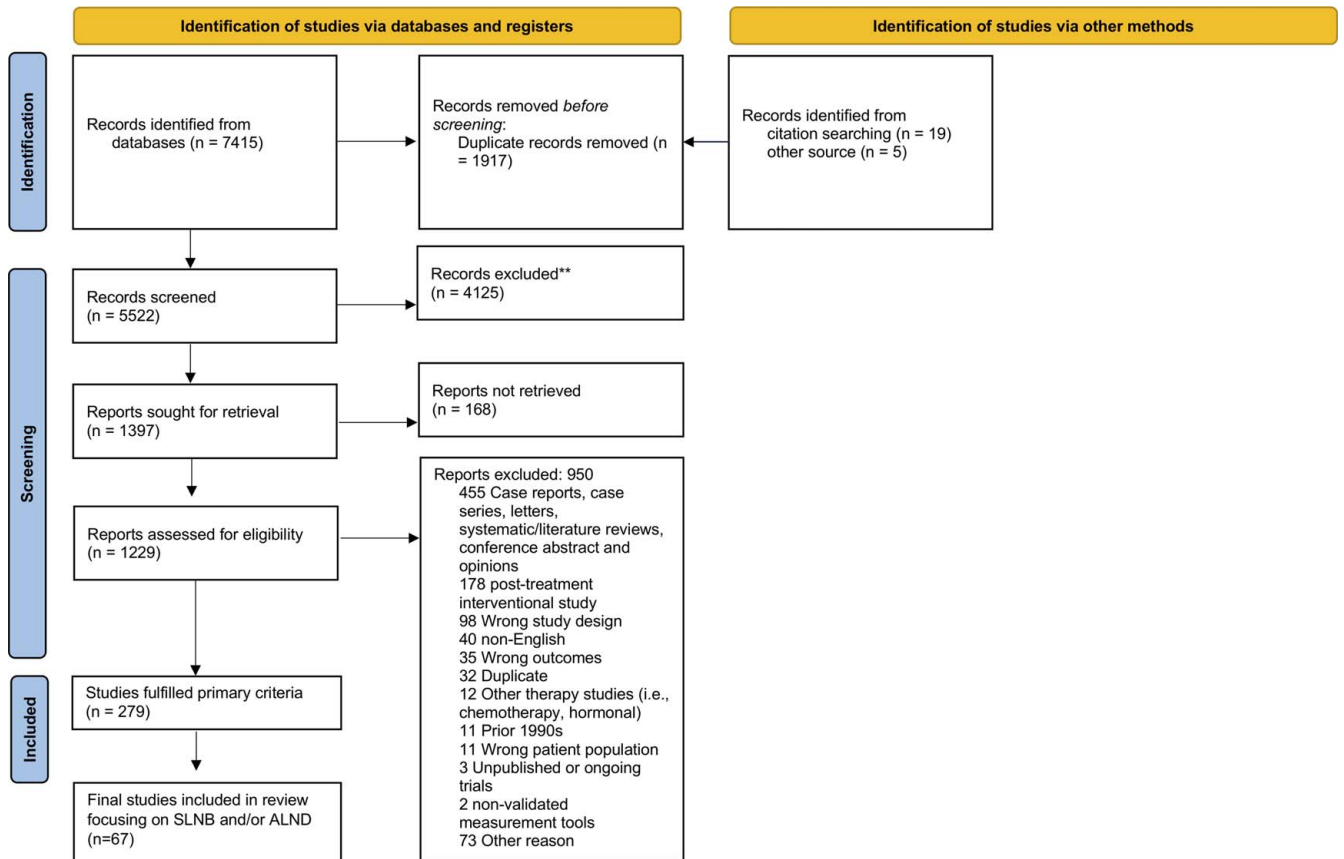 Identification of studies via databases and registers
Identification of studies via other methods
Identification
Records identified from
databases (n = 7415)
Records removed before
screening:
Duplicate records removed (n
= 1917)
Records identified from
citation searching (n = 19)
other source (n = 5)
Screening
Records screened
(n = 5522)
Records excluded**
(n = 4125)
Reports sought for retrieval
(n = 1397)
Reports not retrieved
(n = 168)
Reports assessed for eligibility
(n = 1229)
Reports excluded: 950
455 Case reports, case
series, letters,
systematic/literature reviews,
conference abstract and
opinions
178 post-treatment
interventional study
98 Wrong study design
40 non-English
35 Wrong outcomes
32 Duplicate
12 Other therapy studies (i.e.,
chemotherapy, hormonal)
11 Prior 1990s
11 Wrong patient population
3 Unpublished or ongoing
trials
2 non-validated
measurement tools
73 Other reason
Included
Studies fulfilled primary criteria
(n = 279)
Final studies included in review
focusing on SLNB and/or ALND
(n=67)